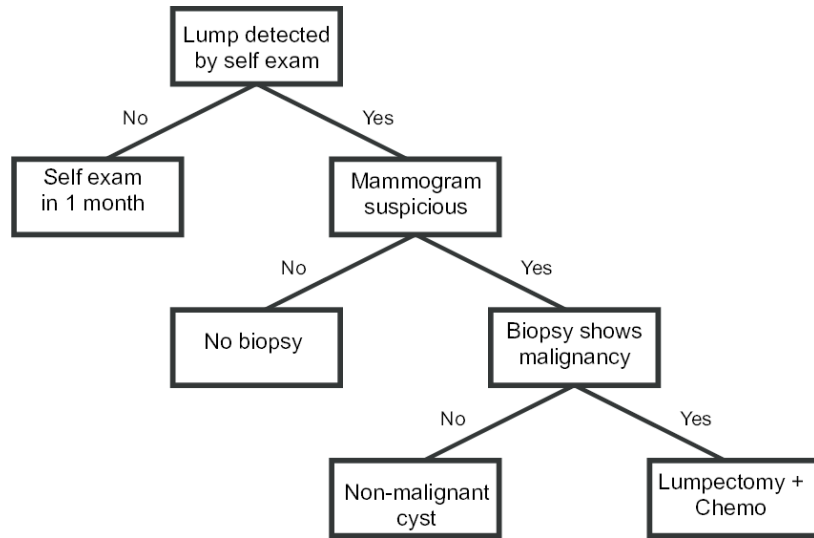 Lump detected
by self exam
No
Yes
Self exam
in 1 month
Mammogram
suspicious
No
Yes
No biopsy
Biopsy shows
malignancy
No
Yes
Non-malignant
cyst
Lumpectomy +
Chemo